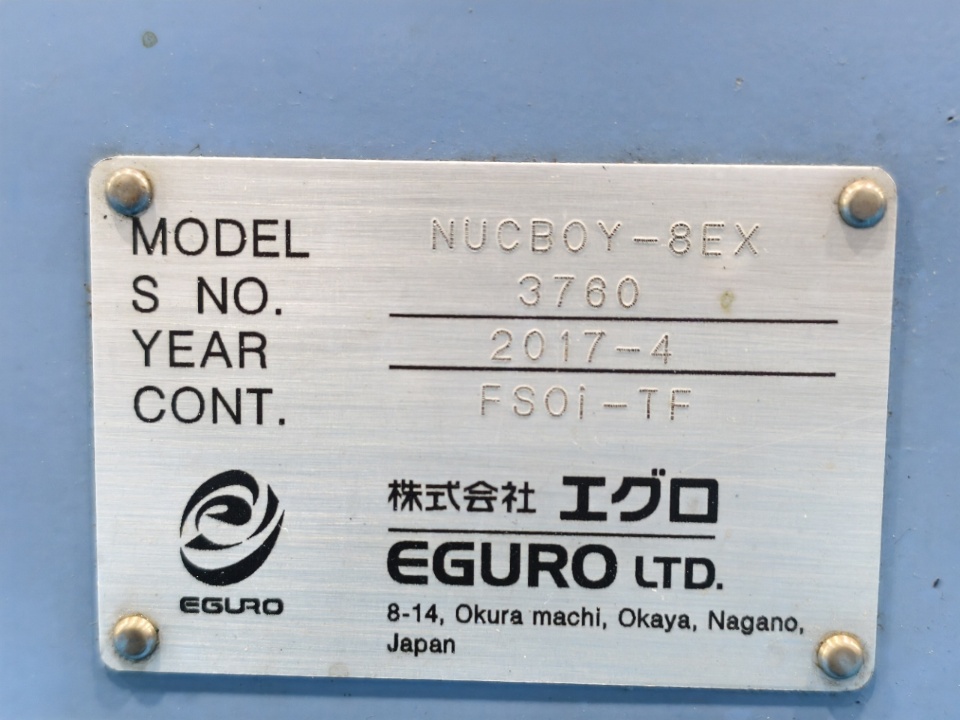 MODEL NUCBOY-8EX
S NO. 3760
YEAR 2017-4
CONT. FS0i-TF
株式会社 エグロ
EGURO LTD.
EGURO
8-14, Okura machi, Okaya, Nagano,
Japan